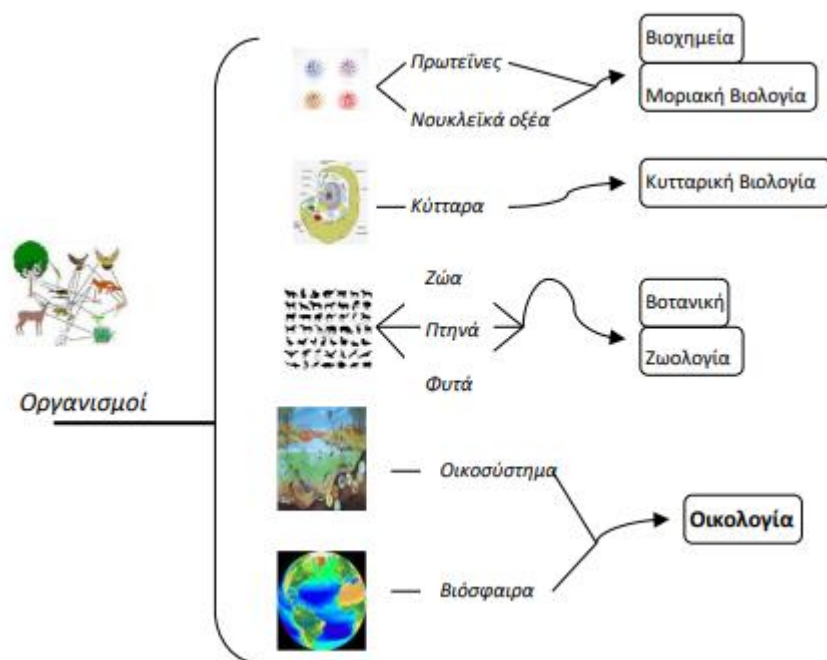 Πρωτεΐνες
Νουκλεϊκά οξέα
Βιοχημεία
Μοριακή Βιολογία
Κύτταρα
Κυτταρική Βιολογία
Ζώα
Πτηνά
Φυτά
Βοτανική
Ζωολογία
Οργανισμοί
Οικοσύστημα
Βιόσφαιρα
Οικολογία